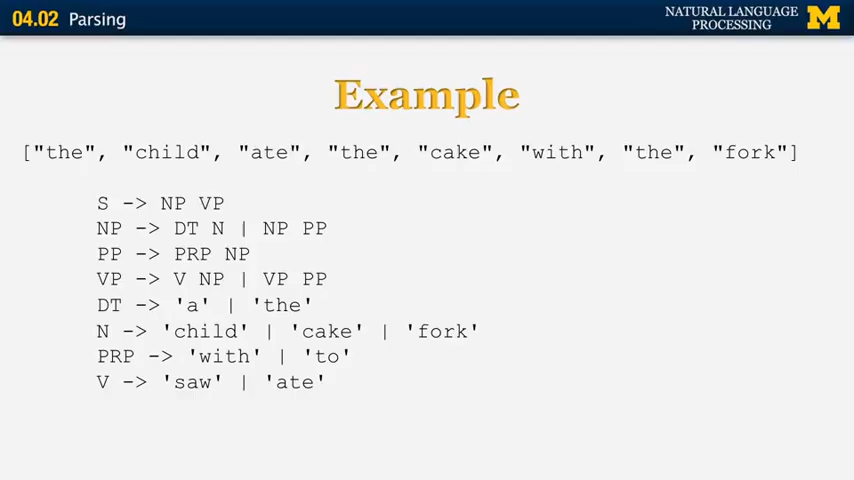 04.02 Parsing
NATURAL LANGUAGE
PROCESSING
M
Example
["the", "child", "ate", "the", "cake", "with", "the", "fork"]
S -> NP VP
NP -> DT N | NP PP
PP -> PRP NP
VP -> V NP | VP PP
DT -> 'a' | 'the'
N -> 'child' | 'cake' | 'fork'
PRP -> 'with' | 'to'
V -> 'saw' | 'ate'